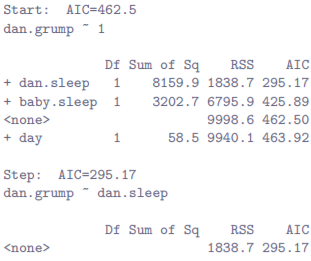 Start:  AIC=462.5
dan.grump ~ 1

            Df Sum of Sq    RSS    AIC
+ dan.sleep  1    8159.9 1838.7 295.17
+ baby.sleep 1    3202.7 6795.9 425.89
<none>                   9998.6 462.50
+ day        1      58.5 9940.1 463.92

Step:  AIC=295.17
dan.grump ~ dan.sleep

            Df Sum of Sq    RSS    AIC
<none>                   1838.7 295.17